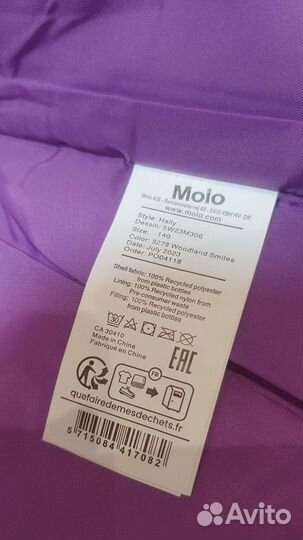 Molo
Molo A/S - Rentemestervej 49 - 2400 KBH NV- DK
www.molo.com
Style: Hally
Dessin: 5W23M306
Size: 140
Color: 3278 Woodland Smiles
Date: July 2023
Order: PO04118
Shell fabric: 100% Recycled polyester
from plastic bottles
Lining: 100% Recycled nylon from
Pre-consumer waste
Filling: 100% Recycled polyester
from plastic bottles
CA 30410
Made in China
Fabriqué en China
EAC
FR
quefairedemesdechets.fr
5 715084 417082
Avito